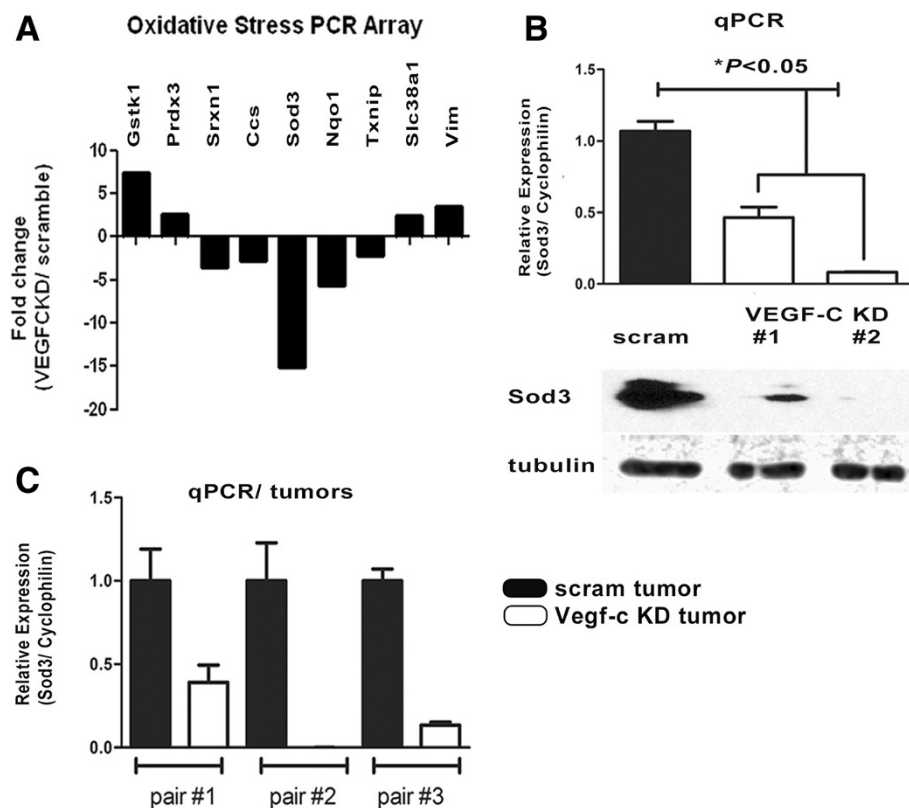 A
Oxidative Stress PCR Array
Gstk1
Prdx3
Srxn1
Ccs
Sod3
Nqo1
Txnip
Slc38a1
Vim
Fold change
(VEGFCKD/ scramble)
10
5
0
-5
-10
-15
-20
B
qPCR
*P<0.05
Relative Expression
(Sod3/ Cyclophilin)
1.5
1.0
0.5
0.0
VEGF-C KD
scram #1 #2
Sod3
tubulin
C
qPCR/ tumors
Relative Expression
(Sod3/ Cyclophilin)
1.5
1.0
0.5
0.0
pair #1 pair #2 pair #3
scram tumor
Vegf-c KD tumor